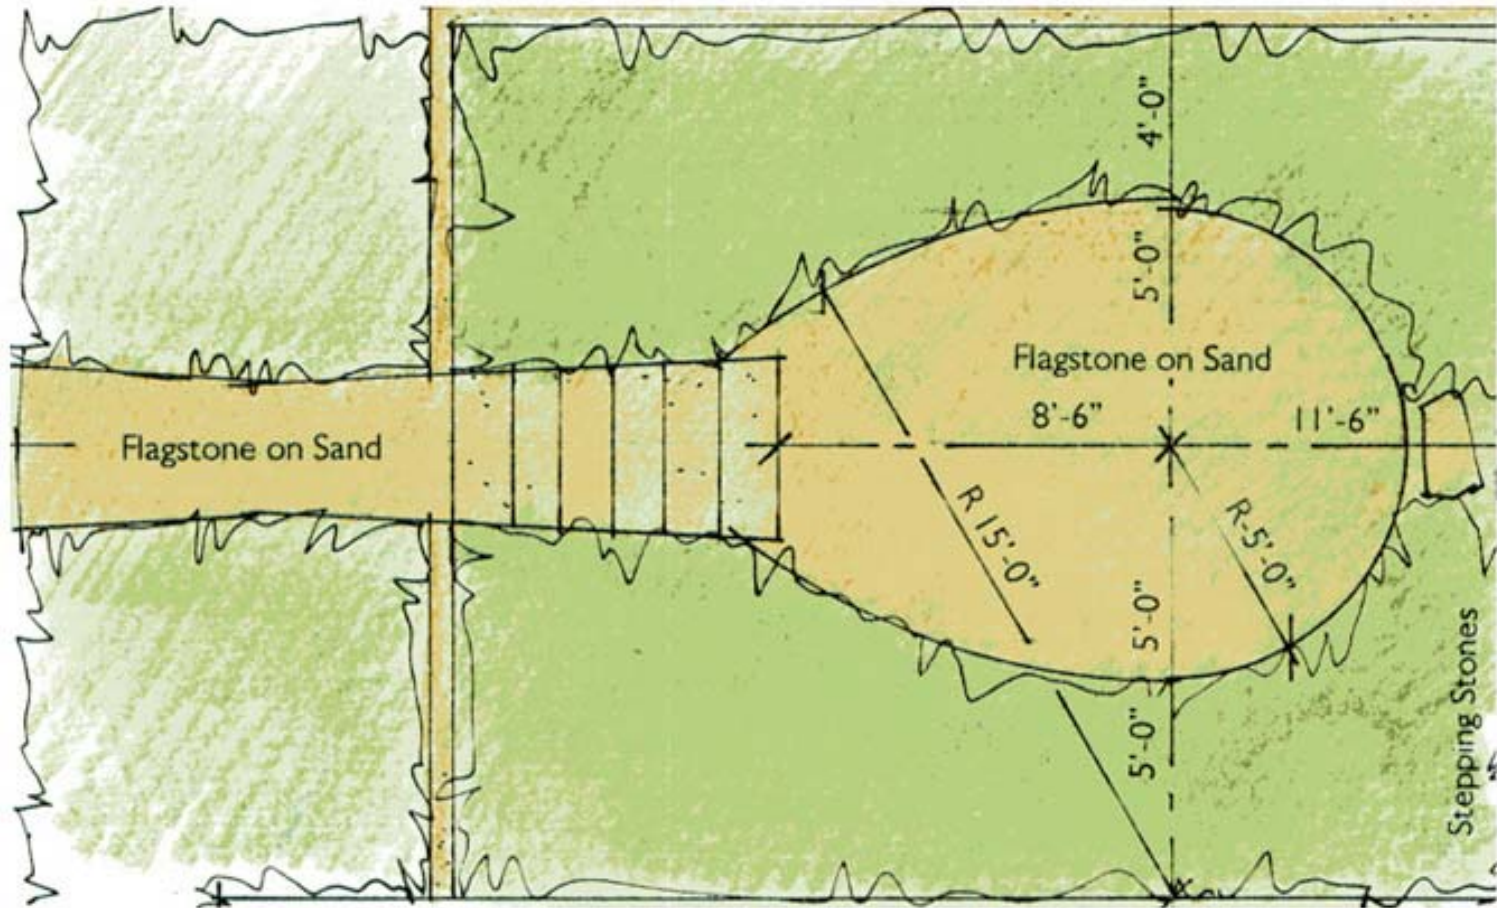 4'-0"
5'-0"
Flagstone on Sand
8'-6"
11'-6"
Flagstone on Sand
R 15'-0"
R-5'-0"
5'-0"
5'-0"
Stepping Stones